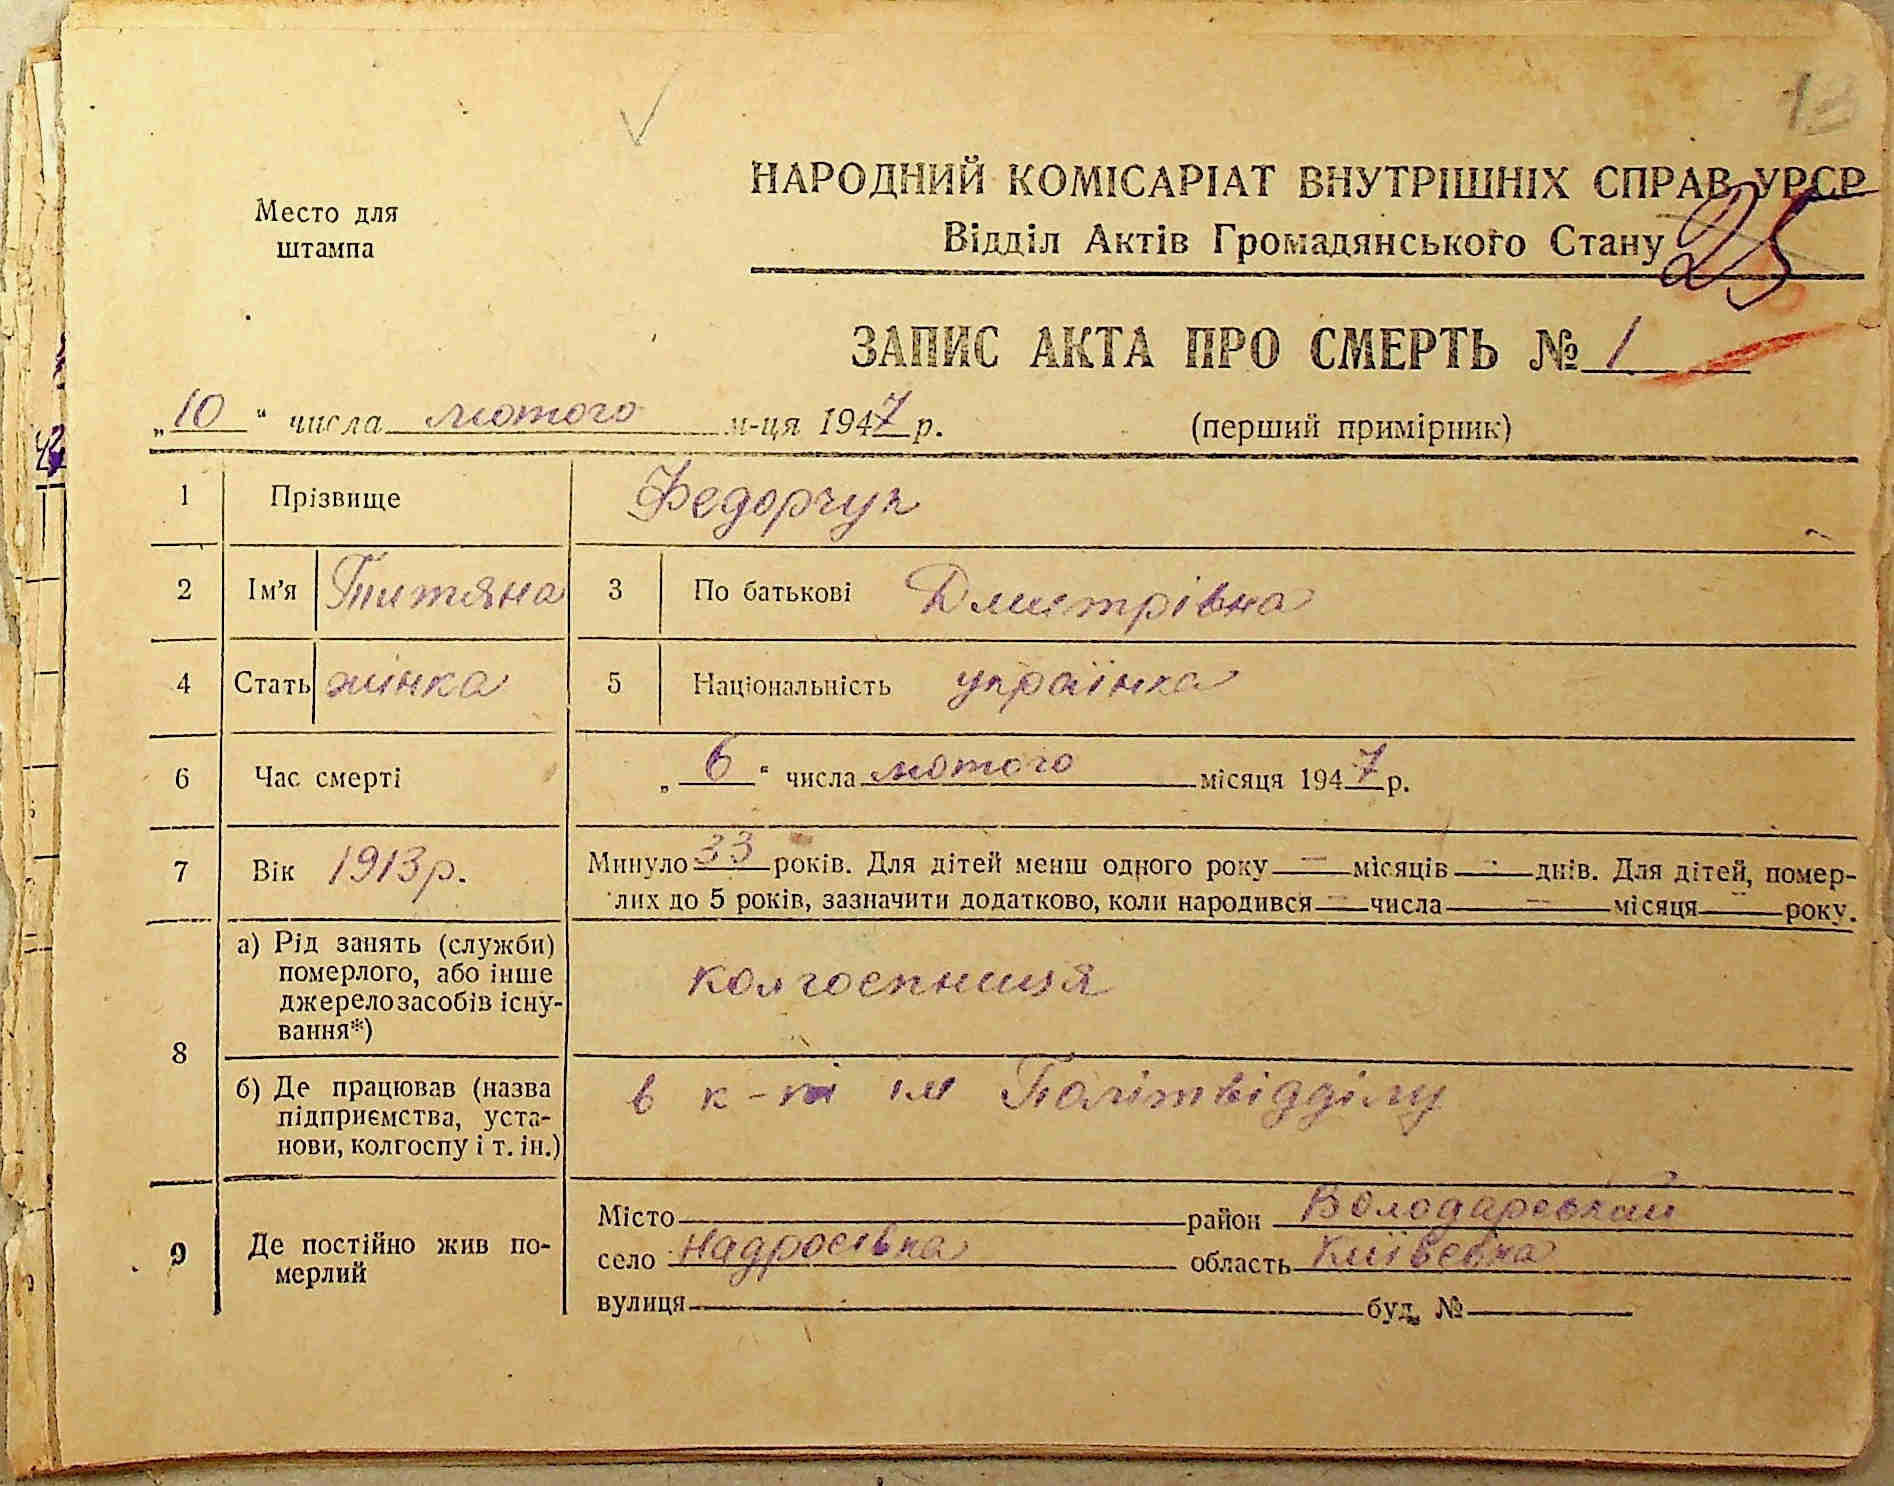 13
НАРОДНИЙ КОМІСАРІАТ ВНУТРІШНІХ СПРАВ УРСР
Место для
штампа
Відділ Актів Громадянського Стану
25
ЗАПИС АКТА ПРО СМЕРТЬ № 1
„10“ числа лютого м-ця 1947 р. (перший примірник)
1 Прізвище Федорчук
2 Ім'я Титяна 3 По батькові Дмитрівна
4 Стать жінка 5 Національність українка
6 Час смерті „6“ числа лютого місяця 1947 р.
7 Вік 1913 р. Минуло 33 років. Для дітей менш одного року — місяців — днів. Для дітей, помер-
лих до 5 років, зазначити додатково, коли народився — числа — місяця — року.
8 а) Рід занять (служби)
померлого, або інше
джерело засобів існу-
вання*)
колгоспниця
б) Де працював (назва
підприємства, уста-
нови, колгоспу і т. ін.)
в к-пі ім Політвідділу
9 Де постійно жив по-
мерлий
Місто район Володарський
село Надросівка область Київська
вулиця буд. №